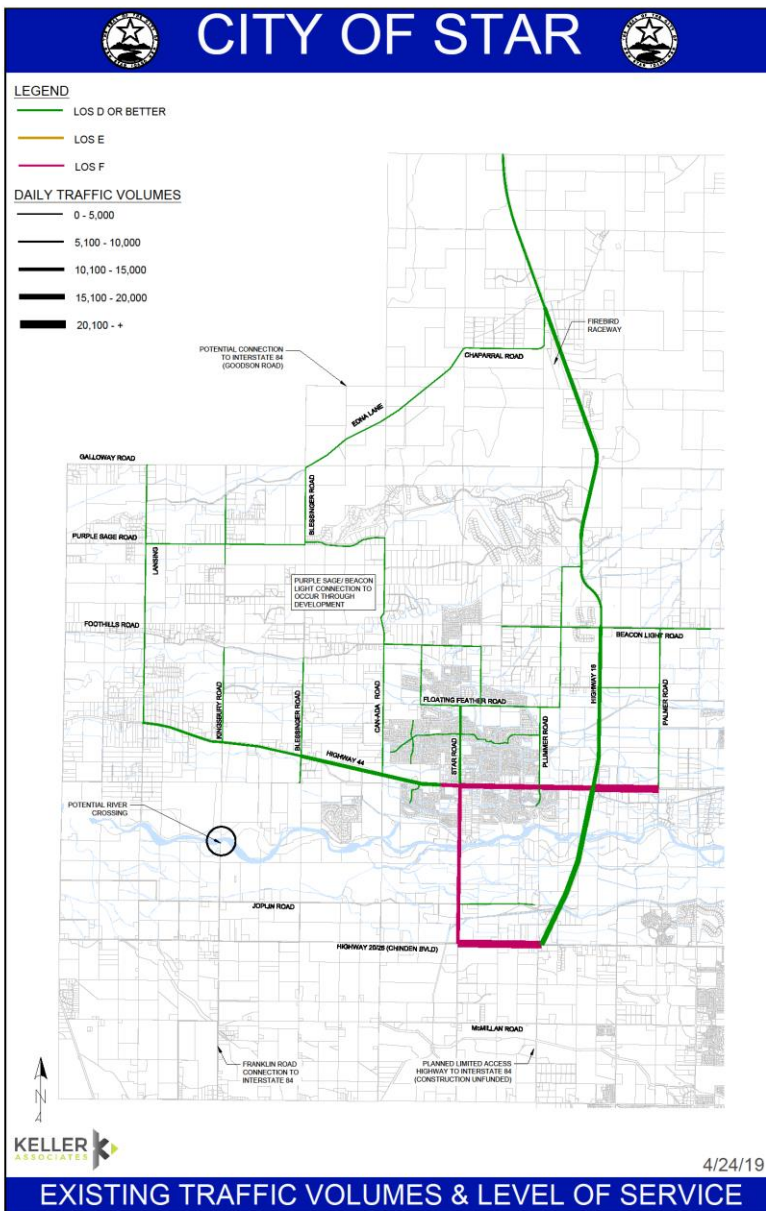 CITY OF STAR
LEGEND
LOS D OR BETTER
LOS E
LOS F
DAILY TRAFFIC VOLUMES
0 - 5,000
5,100 - 10,000
10,100 - 15,000
15,100 - 20,000
20,100 - +
FIREBIRD
RACEWAY
POTENTIAL CONNECTION
TO INTERSTATE 84
(GOODSON ROAD)
CHAPARRAL ROAD
EDNA LANE
GALLOWAY ROAD
BLESSINGER ROAD
PURPLE SAGE ROAD
LANSING
PURPLE SAGE/ BEACON
LIGHT CONNECTION TO
OCCUR THROUGH
DEVELOPMENT
FOOTHILLS ROAD
BEACON LIGHT ROAD
KINGSBURY ROAD
BLESSINGER ROAD
CAN-ADA ROAD
FLOATING FEATHER ROAD
HIGHWAY 16
PALMER ROAD
STAR ROAD
PLUMMER ROAD
HIGHWAY 44
POTENTIAL RIVER
CROSSING
JOPLIN ROAD
HIGHWAY 20/26 (CHINDEN BVLD)
McMILLAN ROAD
FRANKLIN ROAD
CONNECTION TO
INTERSTATE 84
PLANNED LIMITED ACCESS
HIGHWAY TO INTERSTATE 84
(CONSTRUCTION UNFUNDED)
N
KELLER
ASSOCIATES
4/24/19
EXISTING TRAFFIC VOLUMES & LEVEL OF SERVICE